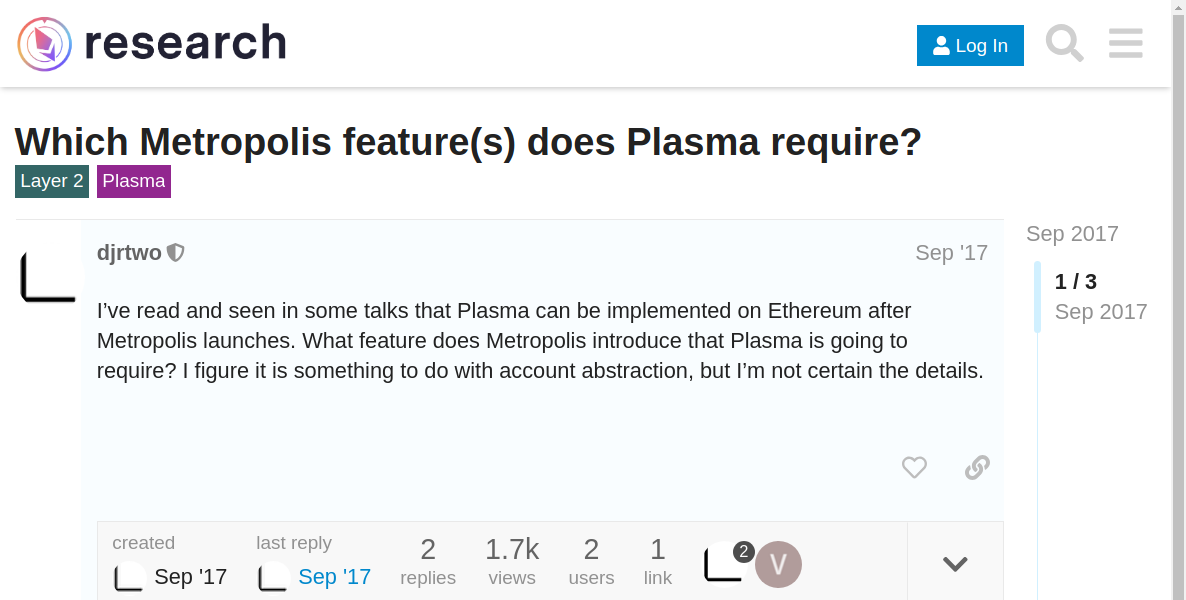 research
Log In
Which Metropolis feature(s) does Plasma require?
Layer 2 Plasma
djrtwo Sep '17
Sep 2017
1 / 3
Sep 2017
I’ve read and seen in some talks that Plasma can be implemented on Ethereum after
Metropolis launches. What feature does Metropolis introduce that Plasma is going to
require? I figure it is something to do with account abstraction, but I’m not certain the details.
created last reply 2 1.7k 2 1 2 V
Sep '17 Sep '17 replies views users link